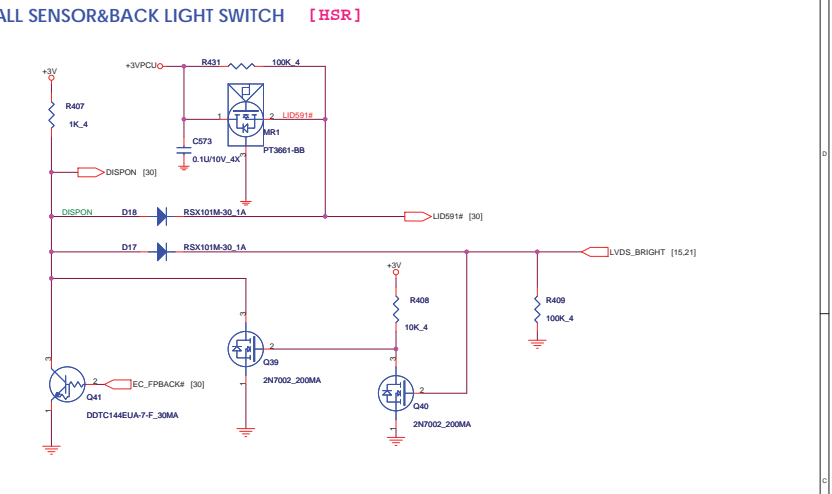 ALL SENSOR&BACK LIGHT SWITCH [HSR]
+3VPCU R431 100K_4
+3V
R407
1K_4
1 2 LID591#
MR1
C573
0.1U/10V_4X
3
PT3661-BB
DISPON [30]
DISPON D18 RSX101M-30_1A
LID591# [30]
D17 RSX101M-30_1A
LVDS_BRIGHT [15,21]
+3V
R408
10K_4
R409
100K_4
3
2
Q39
2N7002_200MA
1
3
2
Q40
2N7002_200MA
1
3
2
EC_FPBACK# [30]
Q41
DDTC144EUA-7-F_30MA
1
D
C